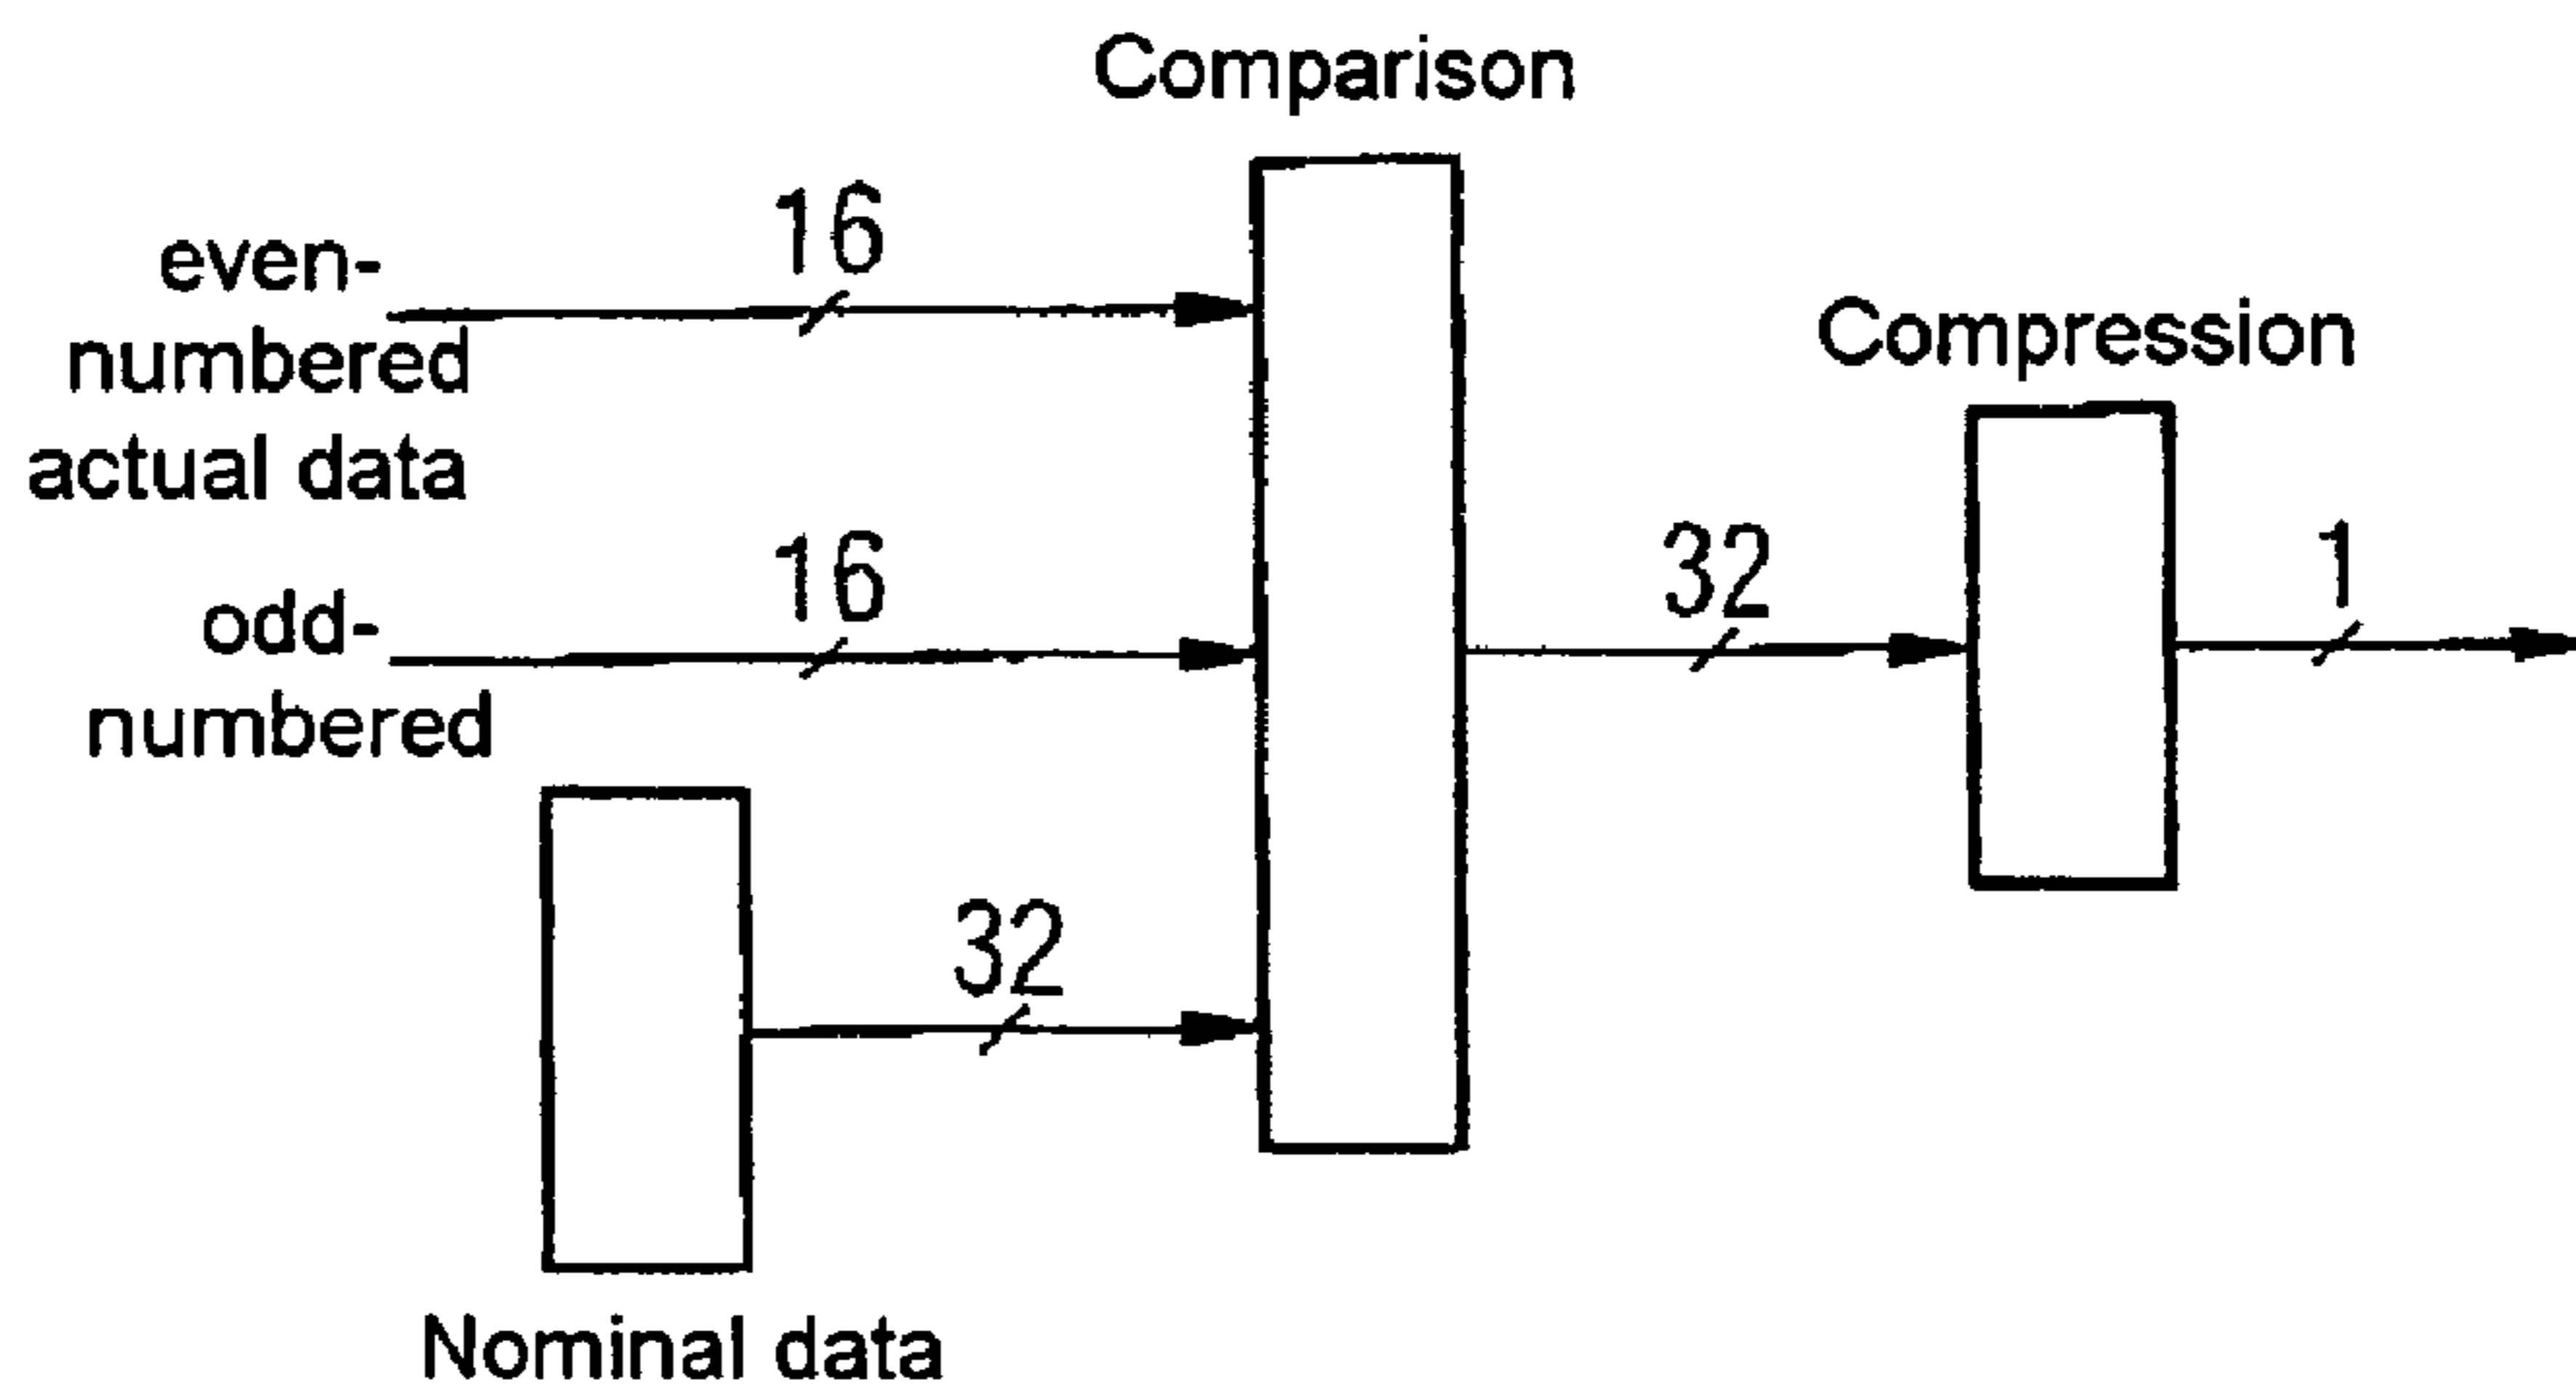 Comparison
16
even-
numbered
actual data
Compression
16
odd-
numbered
32
1
32
Nominal data